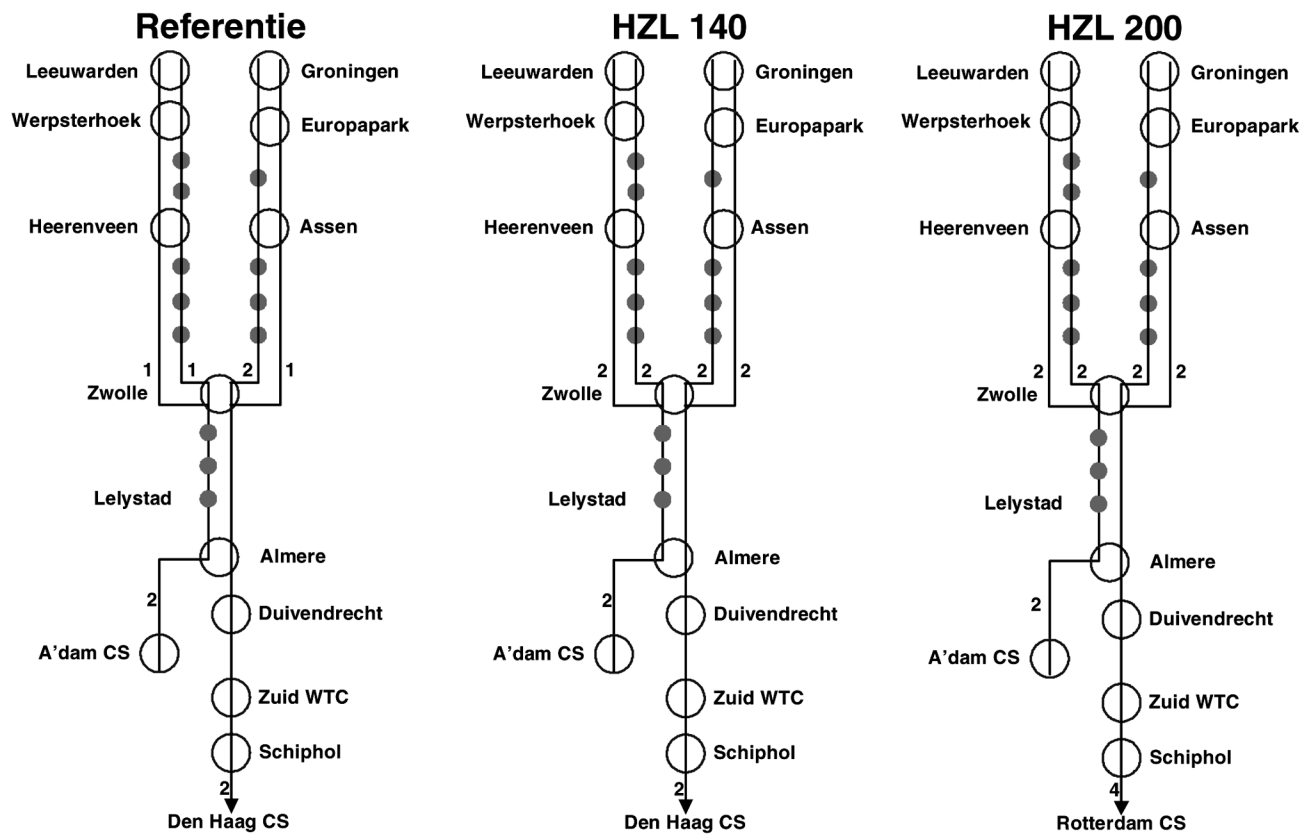 Referentie
Leeuwarden
Groningen
Werpsterhoek
Europapark
Heerenveen
Assen
1
1
2
1
Zwolle
Lelystad
Almere
2
Duivendrecht
A'dam CS
Zuid WTC
Schiphol
2
Den Haag CS
HZL 140
Leeuwarden
Groningen
Werpsterhoek
Europapark
Heerenveen
Assen
2
2
2
2
Zwolle
Lelystad
Almere
2
Duivendrecht
A'dam CS
Zuid WTC
Schiphol
2
Den Haag CS
HZL 200
Leeuwarden
Groningen
Werpsterhoek
Europapark
Heerenveen
Assen
2
2
2
2
Zwolle
Lelystad
Almere
2
Duivendrecht
A'dam CS
Zuid WTC
Schiphol
4
Rotterdam CS